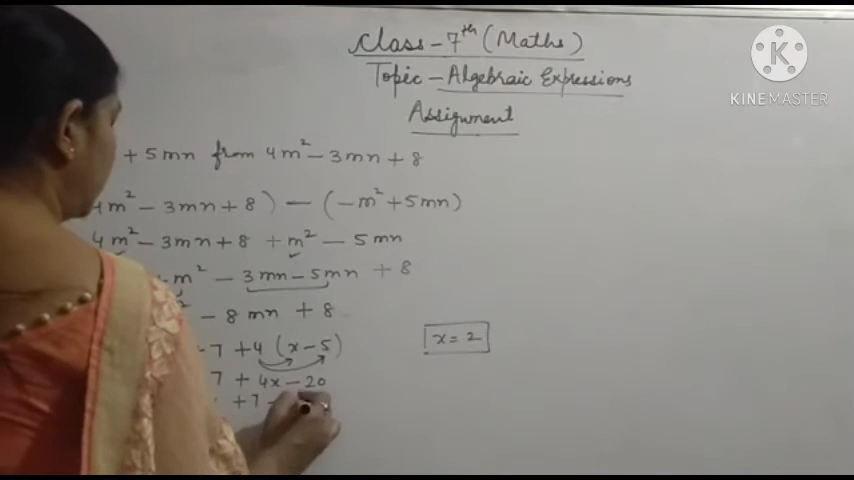 Class - 7th (Maths)
Topic - Algebraic Expressions
Assignment
KINEMASTER
+ 5mn from 4m² - 3mn + 8
4m² - 3mn + 8 ) - (-m² + 5mn)
4m² - 3mn + 8 + m² - 5mn
m² - 3mn - 5mn + 8
- 8mn + 8
-7 + 4 (x - 5)
x = 2
7 + 4x - 20
+ 7 -